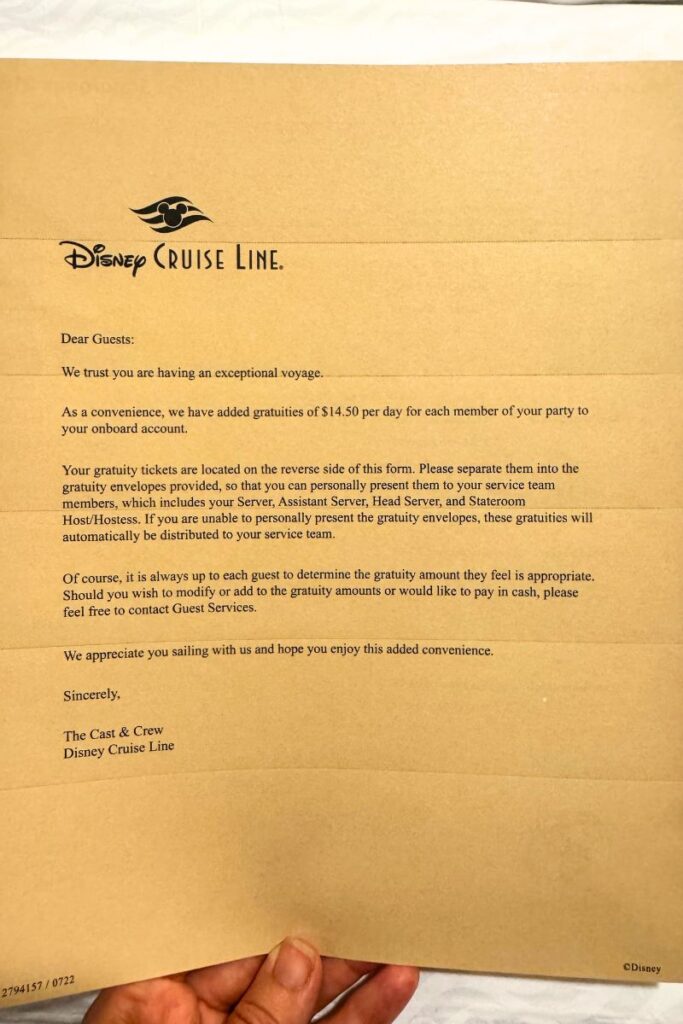 Disney Cruise Line®
Dear Guests:
We trust you are having an exceptional voyage.
As a convenience, we have added gratuities of $14.50 per day for each member of your party to
your onboard account.
Your gratuity tickets are located on the reverse side of this form. Please separate them into the
gratuity envelopes provided, so that you can personally present them to your service team
members, which includes your Server, Assistant Server, Head Server, and Stateroom
Host/Hostess. If you are unable to personally present the gratuity envelopes, these gratuities will
automatically be distributed to your service team.
Of course, it is always up to each guest to determine the gratuity amount they feel is appropriate.
Should you wish to modify or add to the gratuity amounts or would like to pay in cash, please
feel free to contact Guest Services.
We appreciate you sailing with us and hope you enjoy this added convenience.
Sincerely,
The Cast & Crew
Disney Cruise Line
©Disney
2794157 / 0722